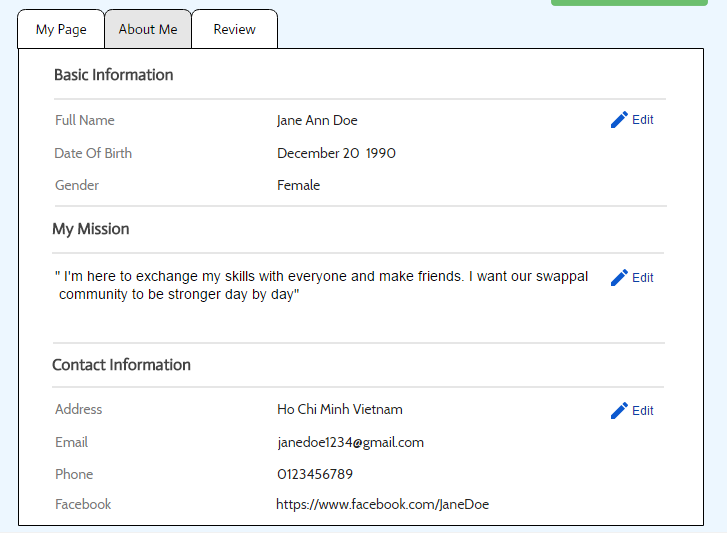 My Page About Me Review
Basic Information
Full Name Jane Ann Doe Edit
Date Of Birth December 20 1990
Gender Female
My Mission
" I'm here to exchange my skills with everyone and make friends. I want our swappal Edit
community to be stronger day by day"
Contact Information
Address Ho Chi Minh Vietnam Edit
Email janedoe1234@gmail.com
Phone 0123456789
Facebook https://www.facebook.com/JaneDoe